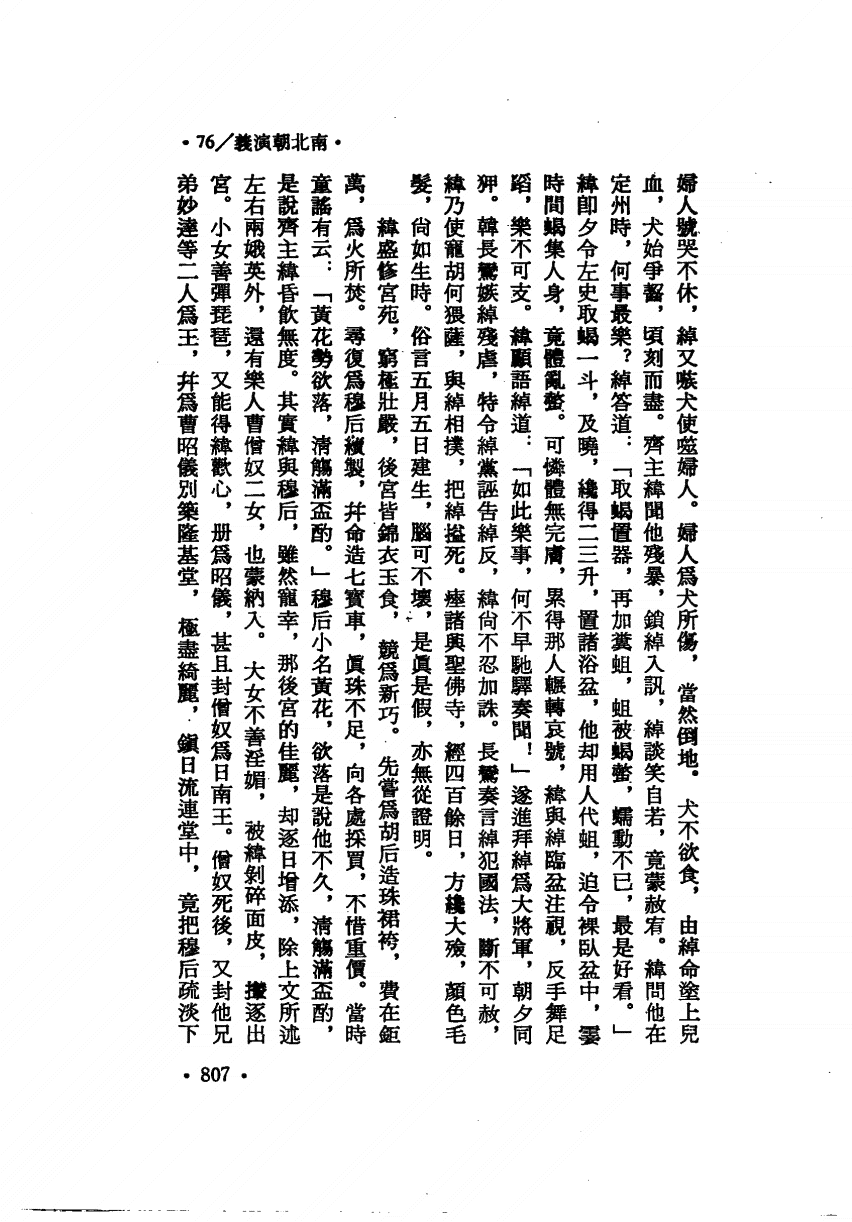 ·76/義演朝北南·
婦人號哭不休，綽又嗾犬使噬婦人。婦人爲犬所傷，當然倒地。犬不欲食，由綽命塗上兒
血，犬始爭齧，頃刻而盡。齊主緯聞他殘暴，鎖綽入訊，綽談笑自若，竟蒙赦宥。緯問他在
定州時，何事最樂？綽答道：「取蝎置器，再加糞蛆，蛆被蝎螫，蠕動不已，最是好看。」
緯卽夕令左史取蝎一斗，及曉，纔得二三升，置諸浴盆，他却用人代蛆，迫令裸臥盆中，霎
時間蝎集人身，竟體亂螫。可憐體無完膚，累得那人輾轉哀號，緯與綽臨盆注視，反手舞足
蹈，樂不可支。緯顧語綽道：「如此樂事，何不早馳驛奏聞！」遂進拜綽爲大將軍，朝夕同
狎。韓長鸞嫉綽殘虐，特令綽黨誣告綽反，緯尙不忍加誅。長鸞奏言綽犯國法，斷不可赦，
緯乃使寵胡何猥薩，與綽相撲，把綽搤死。瘞諸興聖佛寺，經四百餘日，方纔大殮，顏色毛
髮，尙如生時。俗言五月五日建生，腦可不壞，是眞是假，亦無從證明。
緯盛修宮苑，窮極壯嚴，後宮皆錦衣玉食，競爲新巧。先嘗爲胡后造珠裙袴，費在鉅
萬，爲火所焚。尋復爲穆后續製，幷命造七寶車，眞珠不足，向各處採買，不惜重價。當時
童謠有云：「黃花勢欲落，淸觴滿盃酌。」穆后小名黃花，欲落是說他不久，淸觴滿盃酌，
是說齊主緯昏飮無度。其實緯與穆后，雖然寵幸，那後宮的佳麗，却逐日增添，除上文所述
左右兩娥英外，還有樂人曹僧奴二女，也蒙納入。大女不善淫媚，被緯剝碎面皮，攆逐出
宮。小女善彈琵琶，又能得緯歡心，册爲昭儀，甚且封僧奴爲日南王。僧奴死後，又封他兄
弟妙達等二人爲王，幷爲曹昭儀別築隆基堂，極盡綺麗，鎭日流連堂中，竟把穆后疏淡下
·807·